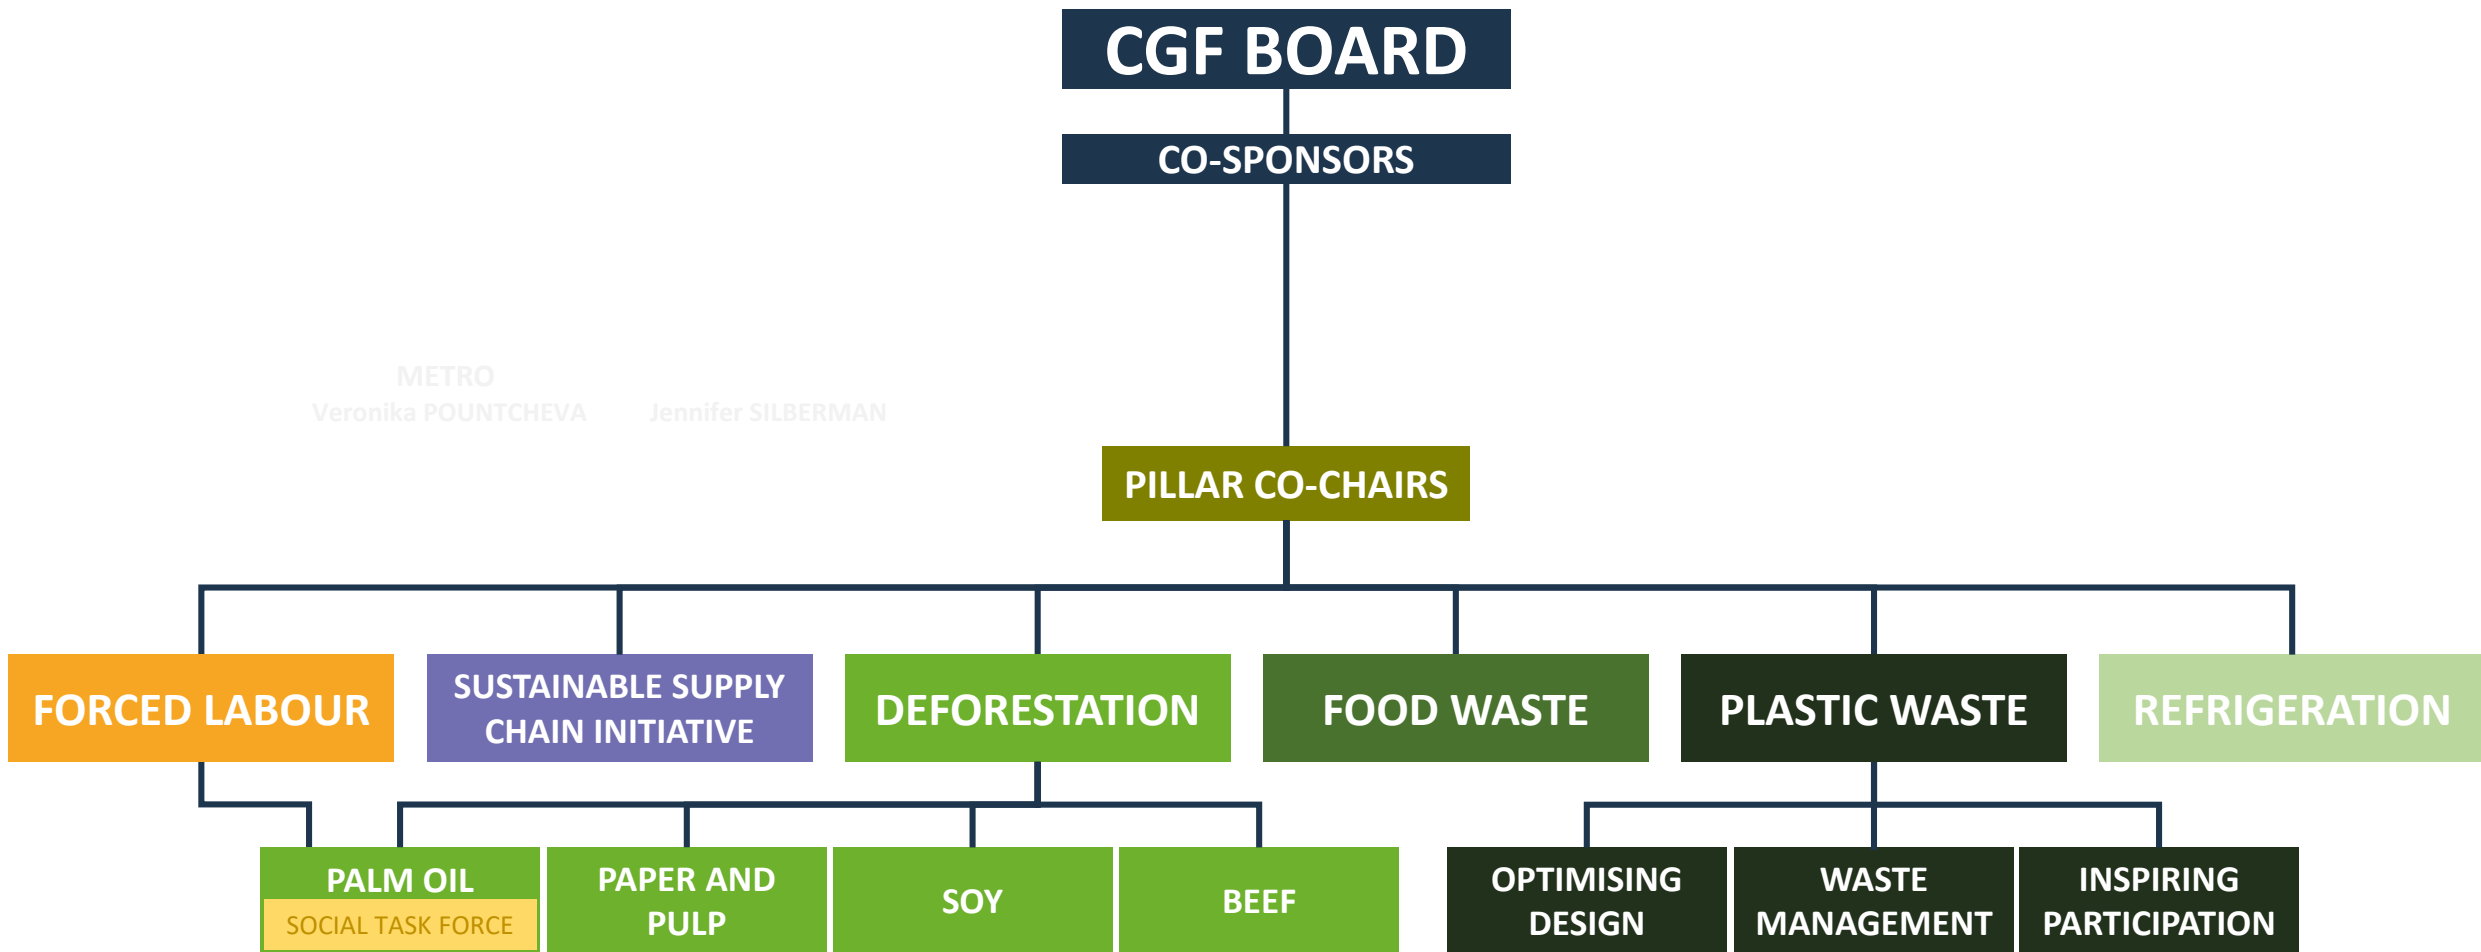 CGF BOARD
CO-SPONSORS
METRO
Veronika POUNTCHEVA
Jennifer SILBERMAN
PILLAR CO-CHAIRS
FORCED LABOUR
SUSTAINABLE SUPPLY
CHAIN INITIATIVE
DEFORESTATION
FOOD WASTE
PLASTIC WASTE
REFRIGERATION
PALM OIL
SOCIAL TASK FORCE
PAPER AND
PULP
SOY
BEEF
OPTIMISING
DESIGN
WASTE
MANAGEMENT
INSPIRING
PARTICIPATION